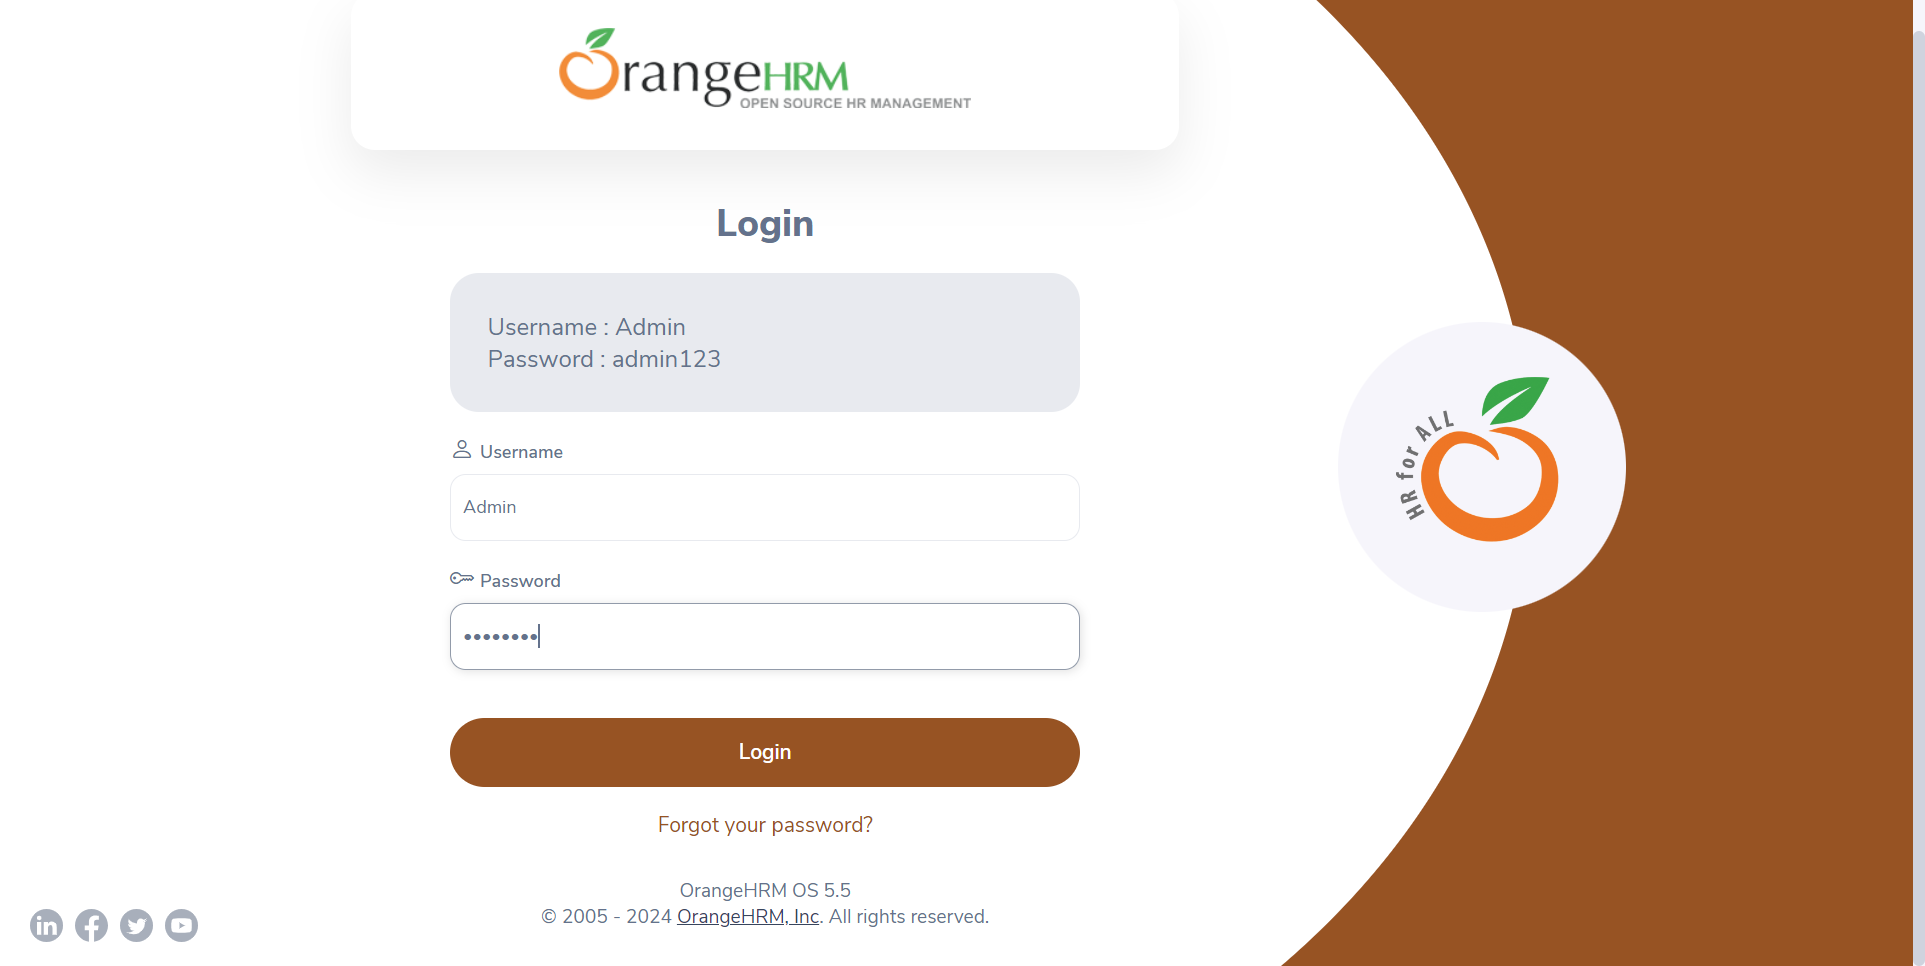 OrangeHRM
OPEN SOURCE HR MANAGEMENT
Login
Username : Admin
Password : admin123
Username
Admin
Password
••••••••
Login
Forgot your password?
OrangeHRM OS 5.5
© 2005 - 2024 OrangeHRM, Inc. All rights reserved.
HR for ALL